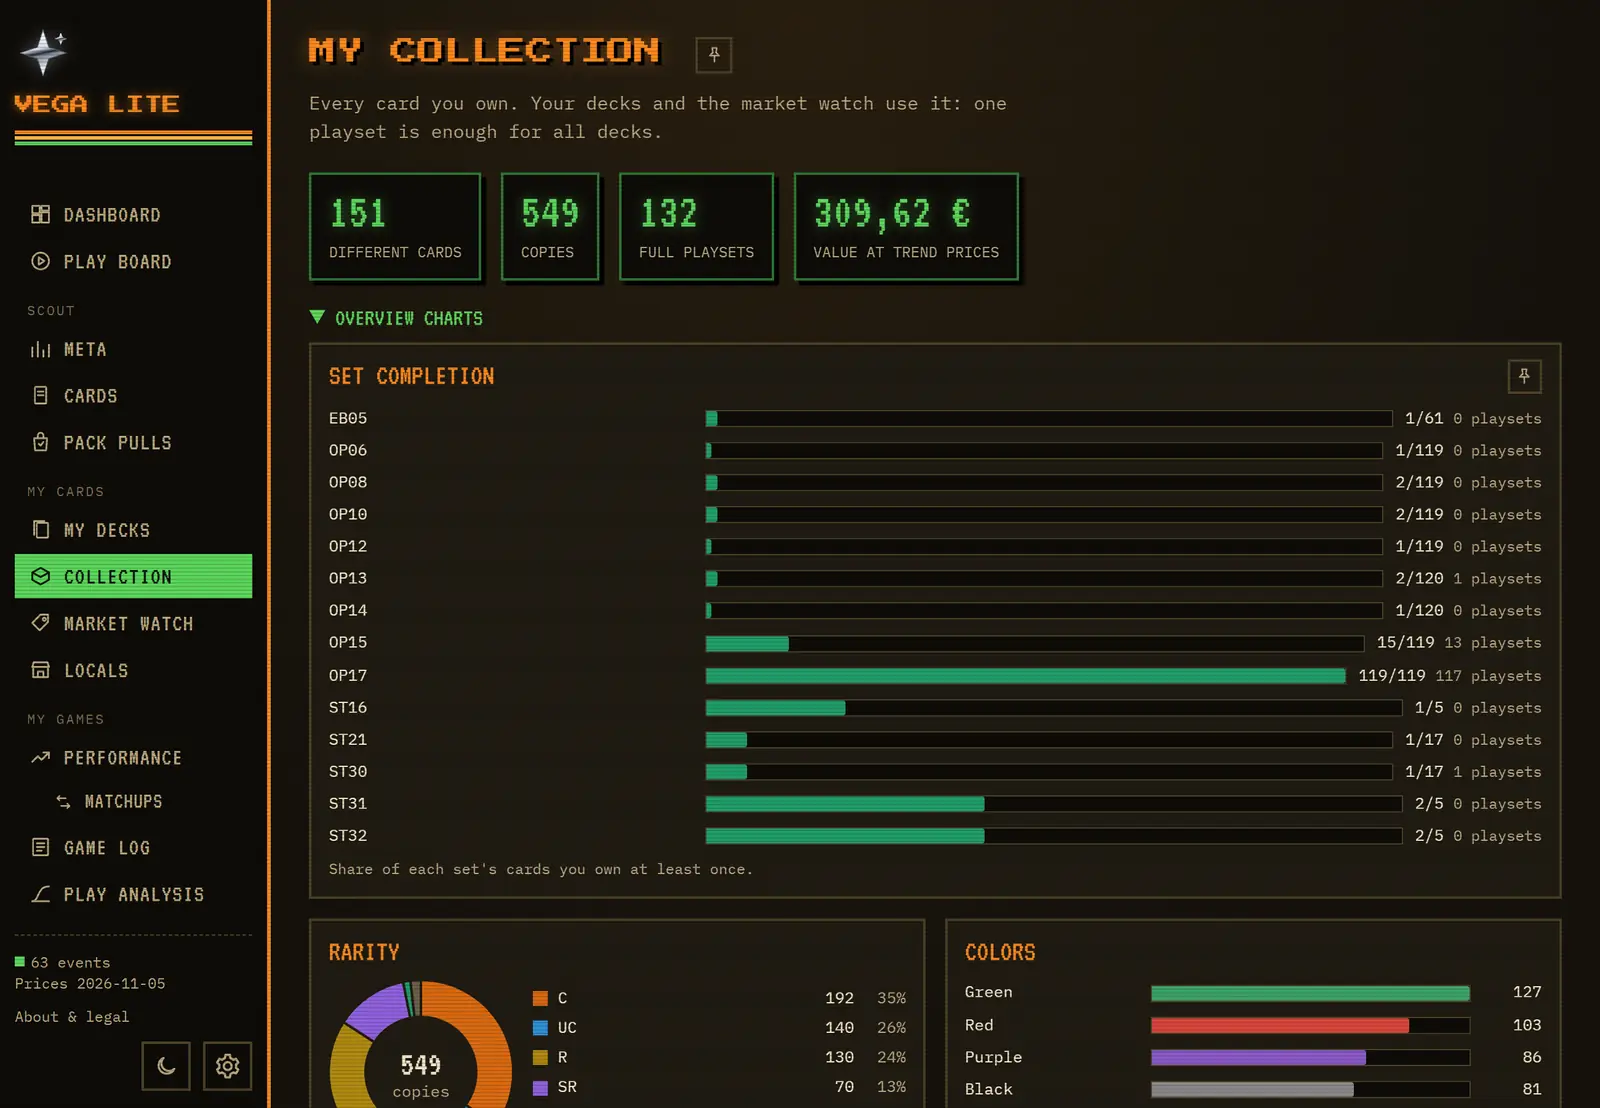 VEGA LITE
DASHBOARD
PLAY BOARD
SCOUT
META
CARDS
PACK PULLS
MY CARDS
MY DECKS
COLLECTION
MARKET WATCH
LOCALS
MY GAMES
PERFORMANCE
MATCHUPS
GAME LOG
PLAY ANALYSIS
63 events
Prices 2026-11-05
About & legal
MY COLLECTION
Every card you own. Your decks and the market watch use it: one
playset is enough for all decks.
151
DIFFERENT CARDS
549
COPIES
132
FULL PLAYSETS
309,62 €
VALUE AT TREND PRICES
OVERVIEW CHARTS
SET COMPLETION
EB05 1/61 0 playsets
OP06 1/119 0 playsets
OP08 2/119 0 playsets
OP10 2/119 0 playsets
OP12 1/119 0 playsets
OP13 2/120 1 playsets
OP14 1/120 0 playsets
OP15 15/119 13 playsets
OP17 119/119 117 playsets
ST16 1/5 0 playsets
ST21 1/17 0 playsets
ST30 1/17 1 playsets
ST31 2/5 0 playsets
ST32 2/5 0 playsets
Share of each set's cards you own at least once.
RARITY
549
copies
C 192 35%
UC 140 26%
R 130 24%
SR 70 13%
COLORS
Green 127
Red 103
Purple 86
Black 81